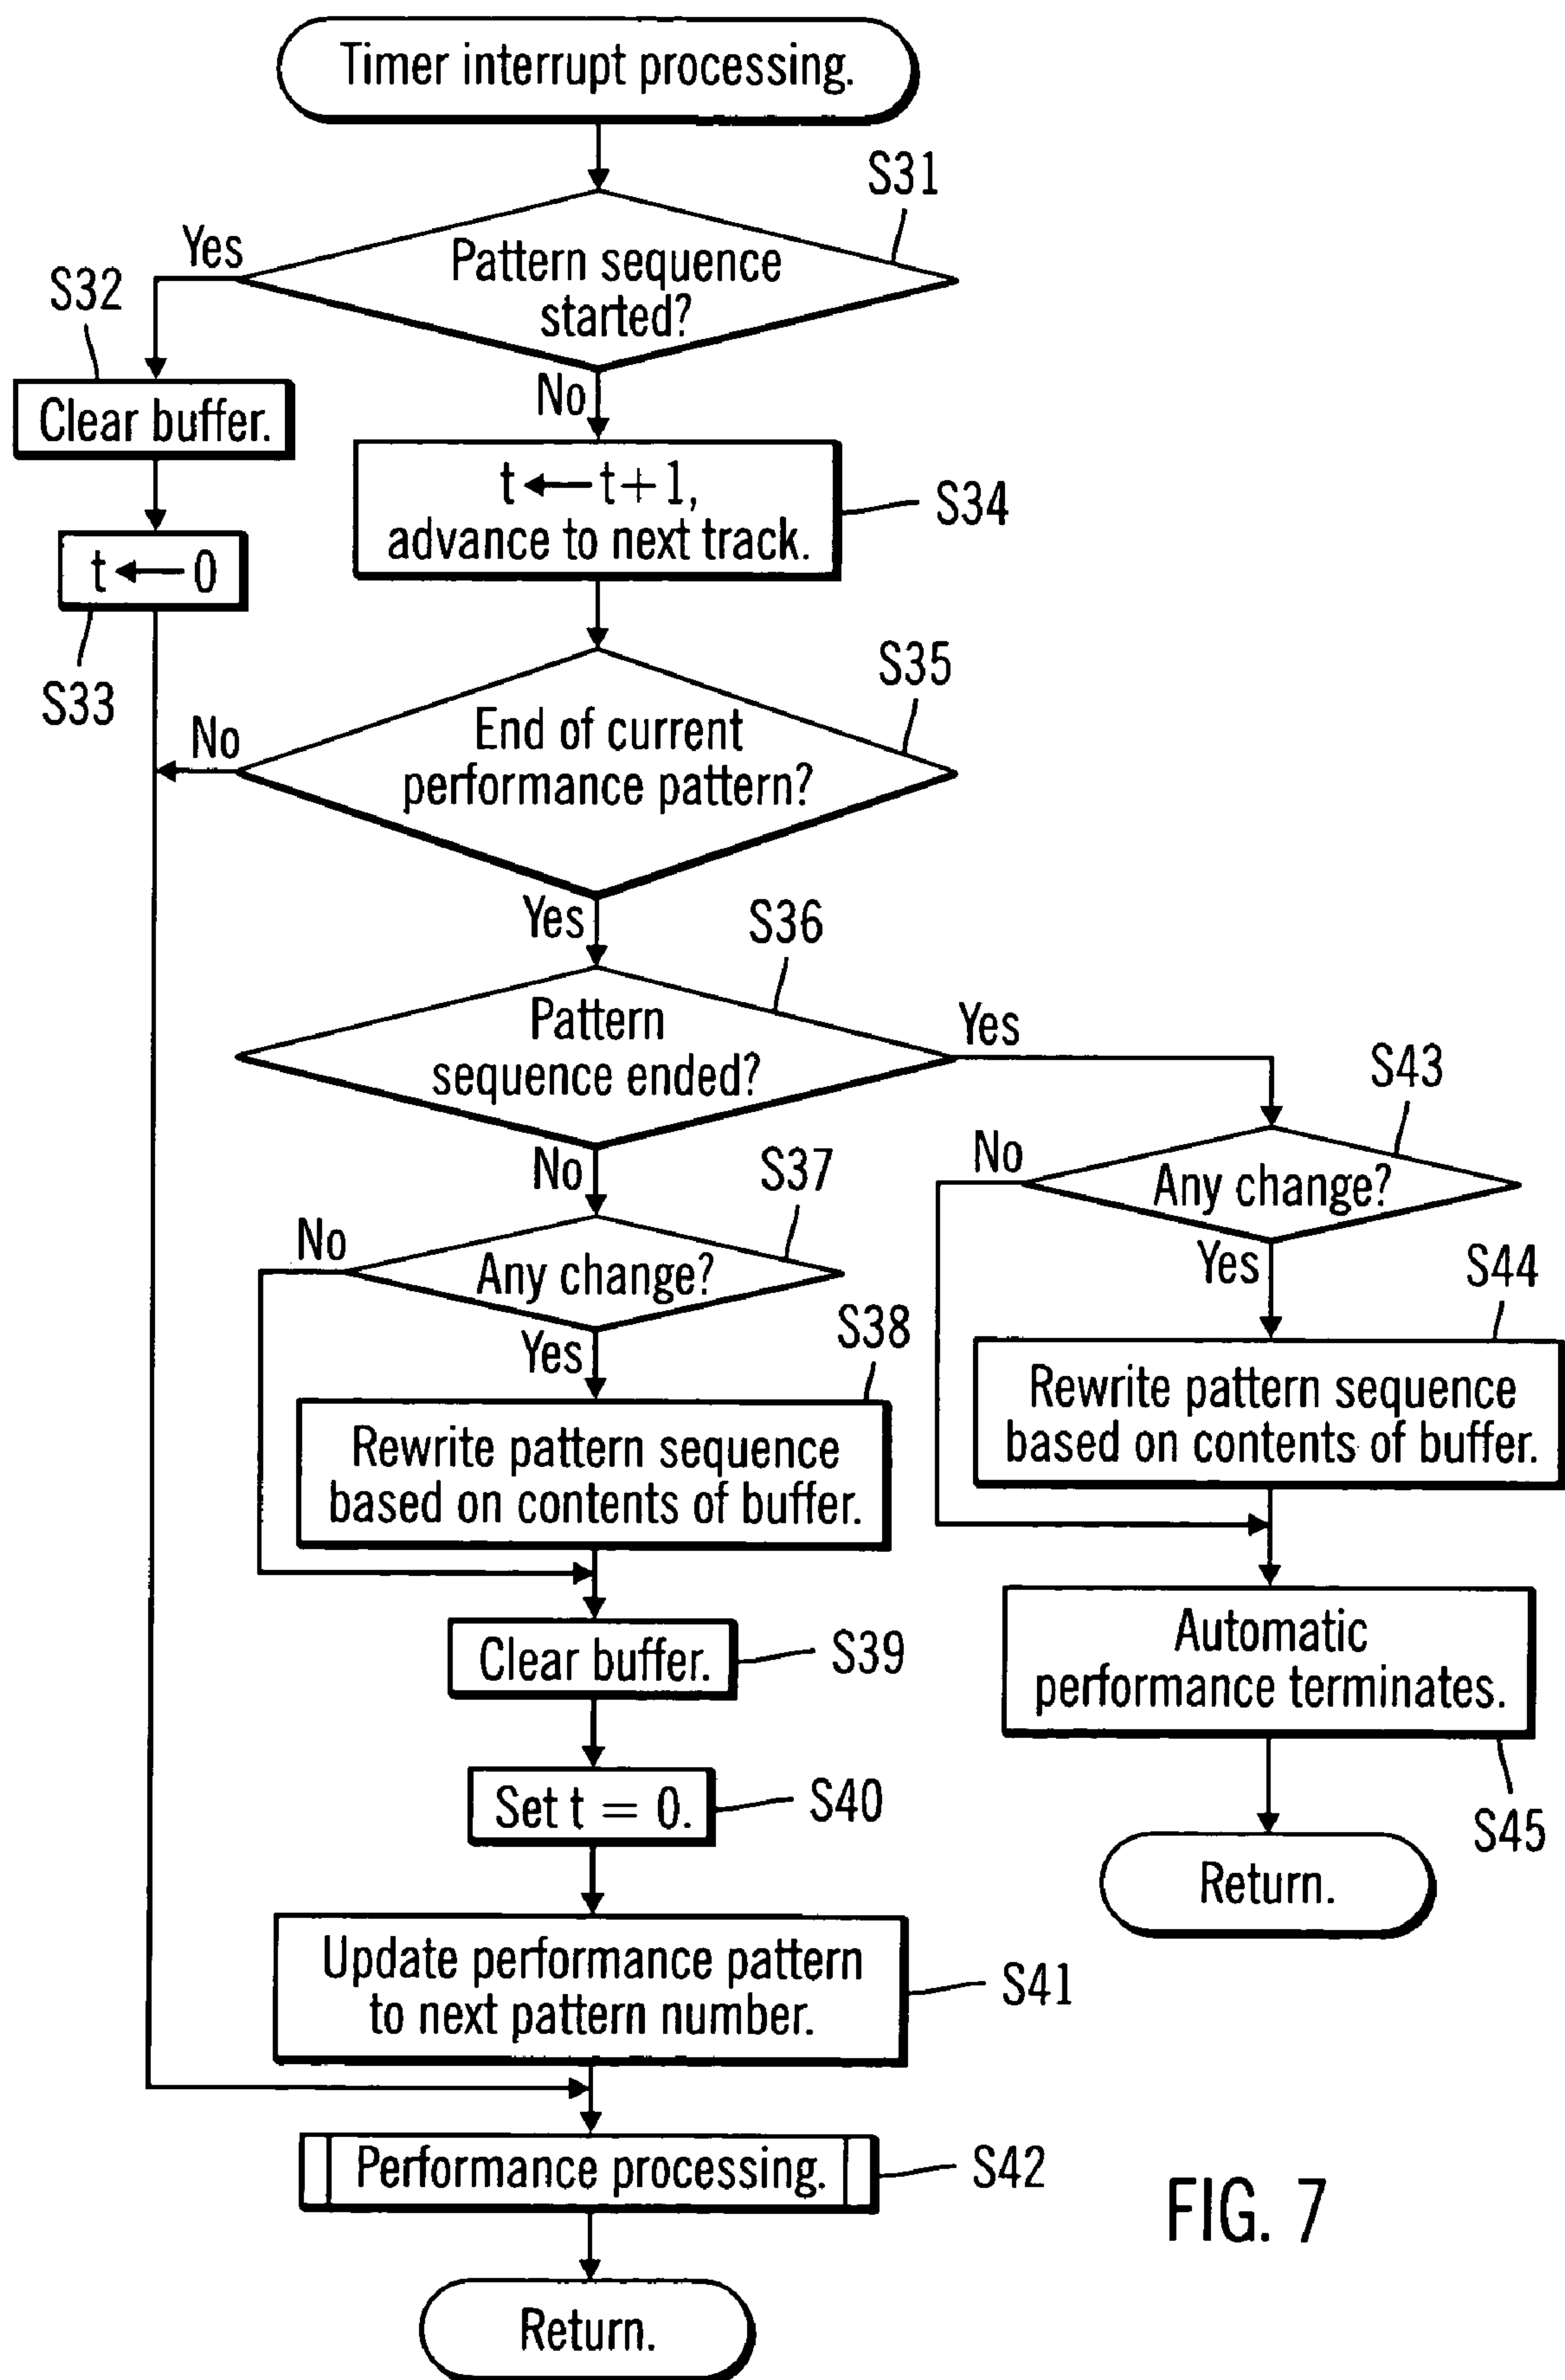 Timer interrupt processing.
S31
Yes
Pattern sequence
started?
S32
No
Clear buffer.
t ← t+1,
advance to next track.
S34
t ← 0
S33
S35
No
End of current
performance pattern?
Yes
S36
Pattern
sequence ended?
Yes
S43
No
Any change?
No
S37
No
Any change?
Yes
S44
Yes
S38
Rewrite pattern sequence
based on contents of buffer.
Rewrite pattern sequence
based on contents of buffer.
Clear buffer.
S39
Automatic
performance terminates.
Set t = 0.
S40
S45
Return.
Update performance pattern
to next pattern number.
S41
Performance processing.
S42
FIG. 7
Return.